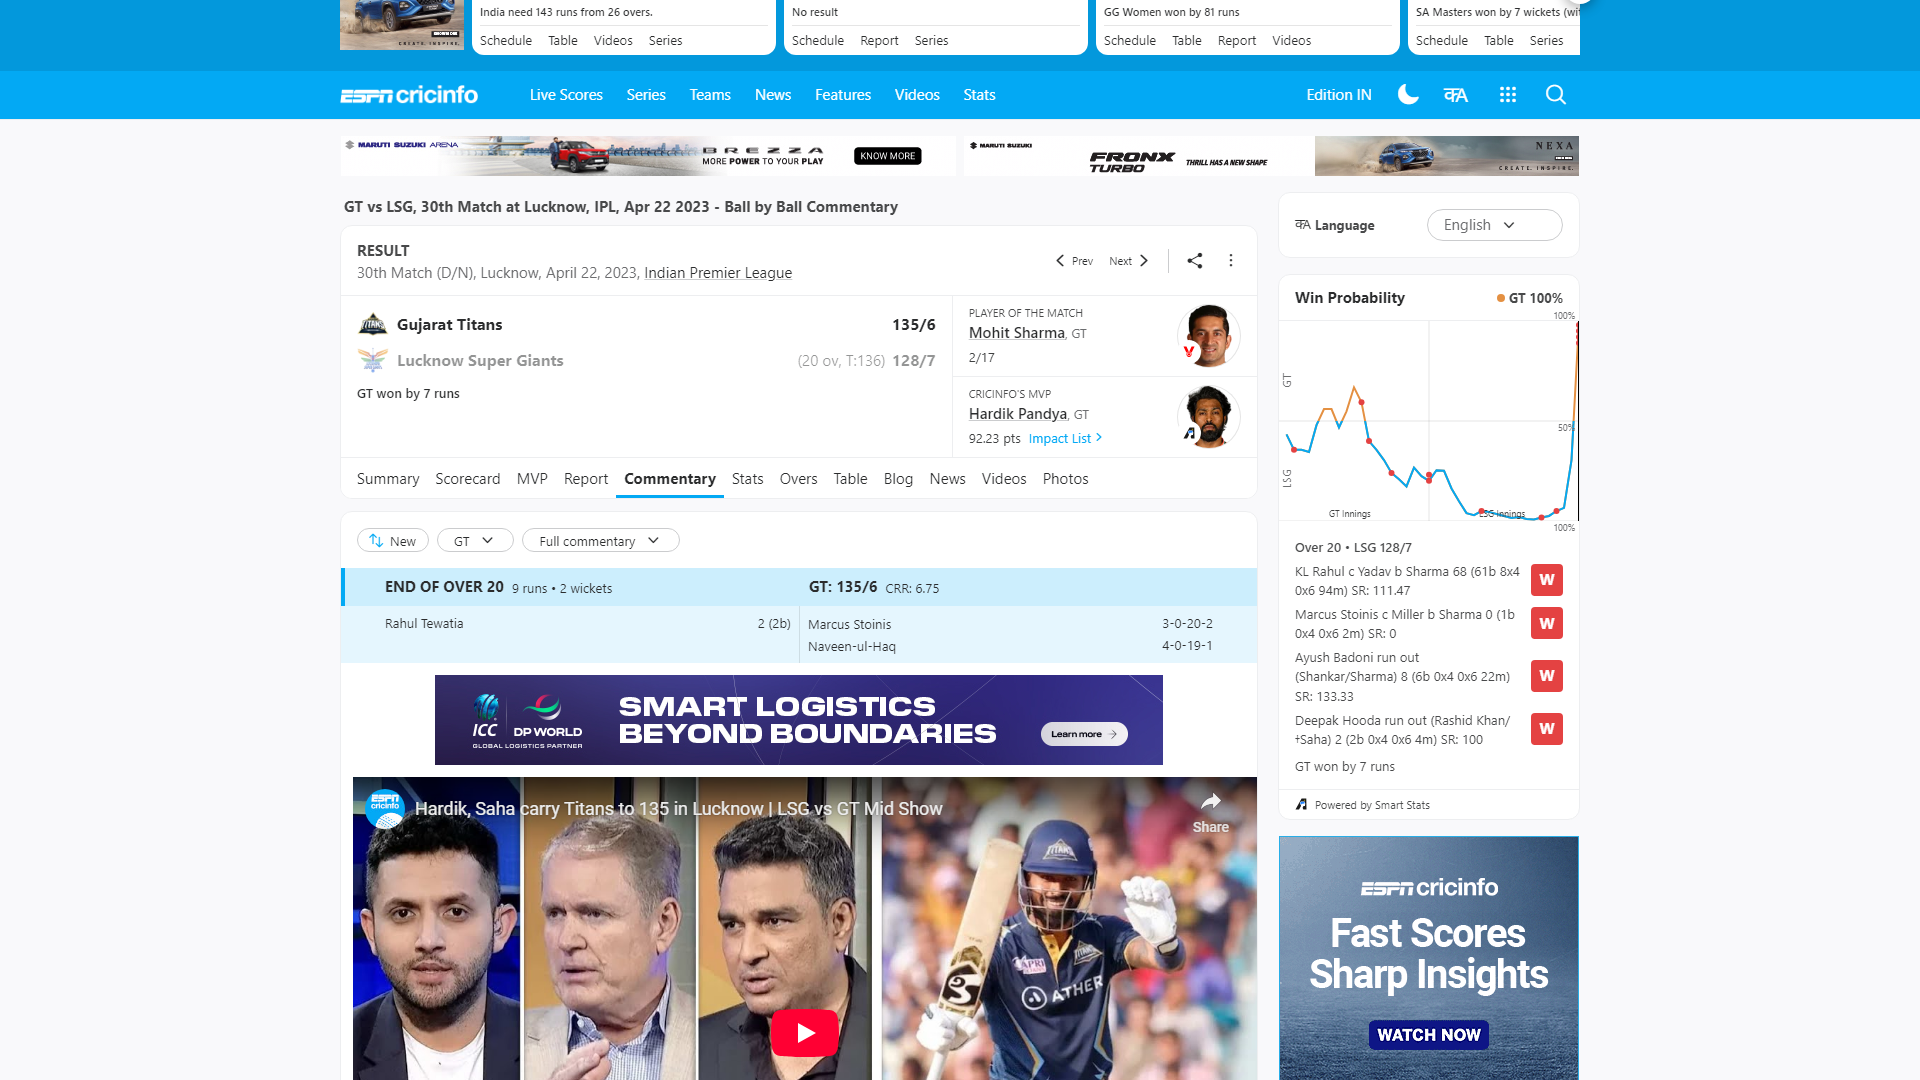 India need 143 runs from 26 overs.
No result
GG Women won by 81 runs
SA Masters won by 7 wickets (wit
Schedule Table Videos Series
Schedule Report Series
Schedule Table Report Videos
Schedule Table Series
ESPN cricinfo
Live Scores Series Teams News Features Videos Stats
Edition IN
MARUTI SUZUKI ARENA
BREZZA
MORE POWER TO YOUR PLAY
KNOW MORE
MARUTI SUZUKI
FRONX
TURBO
THRILL HAS A NEW SHAPE
NEXA
CREATE. INSPIRE.
GT vs LSG, 30th Match at Lucknow, IPL, Apr 22 2023 - Ball by Ball Commentary
RESULT
30th Match (D/N), Lucknow, April 22, 2023, Indian Premier League
Prev Next
Gujarat Titans 135/6
Lucknow Super Giants (20 ov, T:136) 128/7
GT won by 7 runs
PLAYER OF THE MATCH
Mohit Sharma, GT
2/17
CRICINFO'S MVP
Hardik Pandya, GT
92.23 pts Impact List
Summary Scorecard MVP Report Commentary Stats Overs Table Blog News Videos Photos
New GT Full commentary
END OF OVER 20 9 runs • 2 wickets GT: 135/6 CRR: 6.75
Rahul Tewatia 2 (2b) Marcus Stoinis 3-0-20-2
Naveen-ul-Haq 4-0-19-1
ICC DP WORLD
GLOBAL LOGISTICS PARTNER
SMART LOGISTICS
BEYOND BOUNDARIES
Learn more
ESPN
cricinfo
Hardik, Saha carry Titans to 135 in Lucknow | LSG vs GT Mid Show
Share
TITANS
APRI
ATHER
Language English
Win Probability GT 100%
100%
GT
50%
LSG
GT Innings LSG Innings
100%
Over 20 • LSG 128/7
KL Rahul c Yadav b Sharma 68 (61b 8x4
0x6 94m) SR: 111.47
W
Marcus Stoinis c Miller b Sharma 0 (1b
0x4 0x6 2m) SR: 0
W
Ayush Badoni run out
(Shankar/Sharma) 8 (6b 0x4 0x6 22m)
SR: 133.33
W
Deepak Hooda run out (Rashid Khan/
†Saha) 2 (2b 0x4 0x6 4m) SR: 100
W
GT won by 7 runs
Powered by Smart Stats
ESPN cricinfo
Fast Scores
Sharp Insights
WATCH NOW